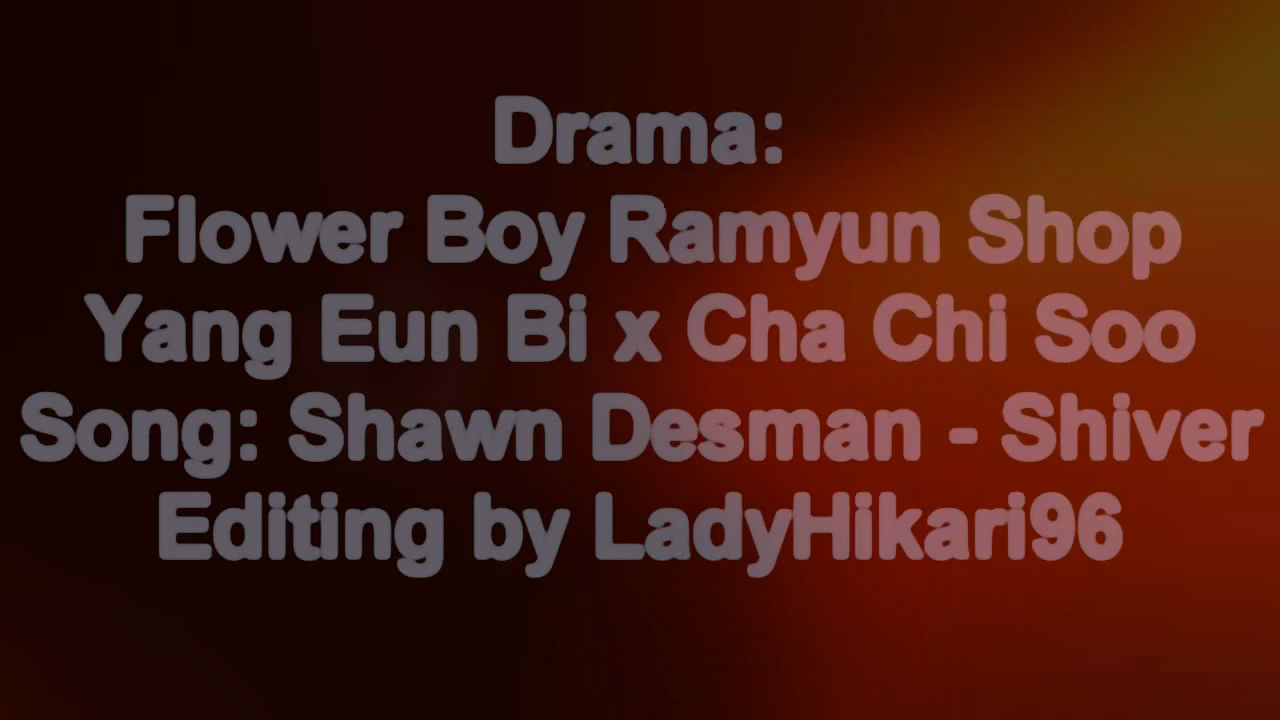 Drama:
Flower Boy Ramyun Shop
Yang Eun Bi x Cha Chi Soo
Song: Shawn Desman - Shiver
Editing by LadyHikari96